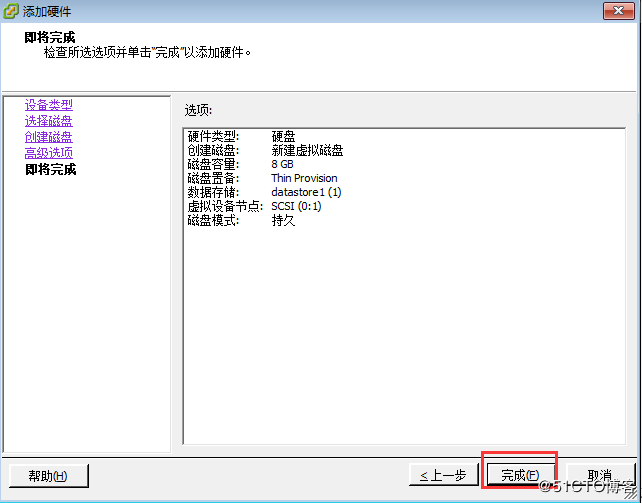 添加硬件
即将完成
检查所选选项并单击"完成"以添加硬件。
设备类型
选择磁盘
创建磁盘
高级选项
即将完成
选项:
硬件类型: 硬盘
创建磁盘: 新建虚拟磁盘
磁盘容量: 8 GB
磁盘置备: Thin Provision
数据存储: datastore1 (1)
虚拟设备节点: SCSI (0:1)
磁盘模式: 持久
帮助(H)
≤上一步
完成(F)
取消
@51CTO博客